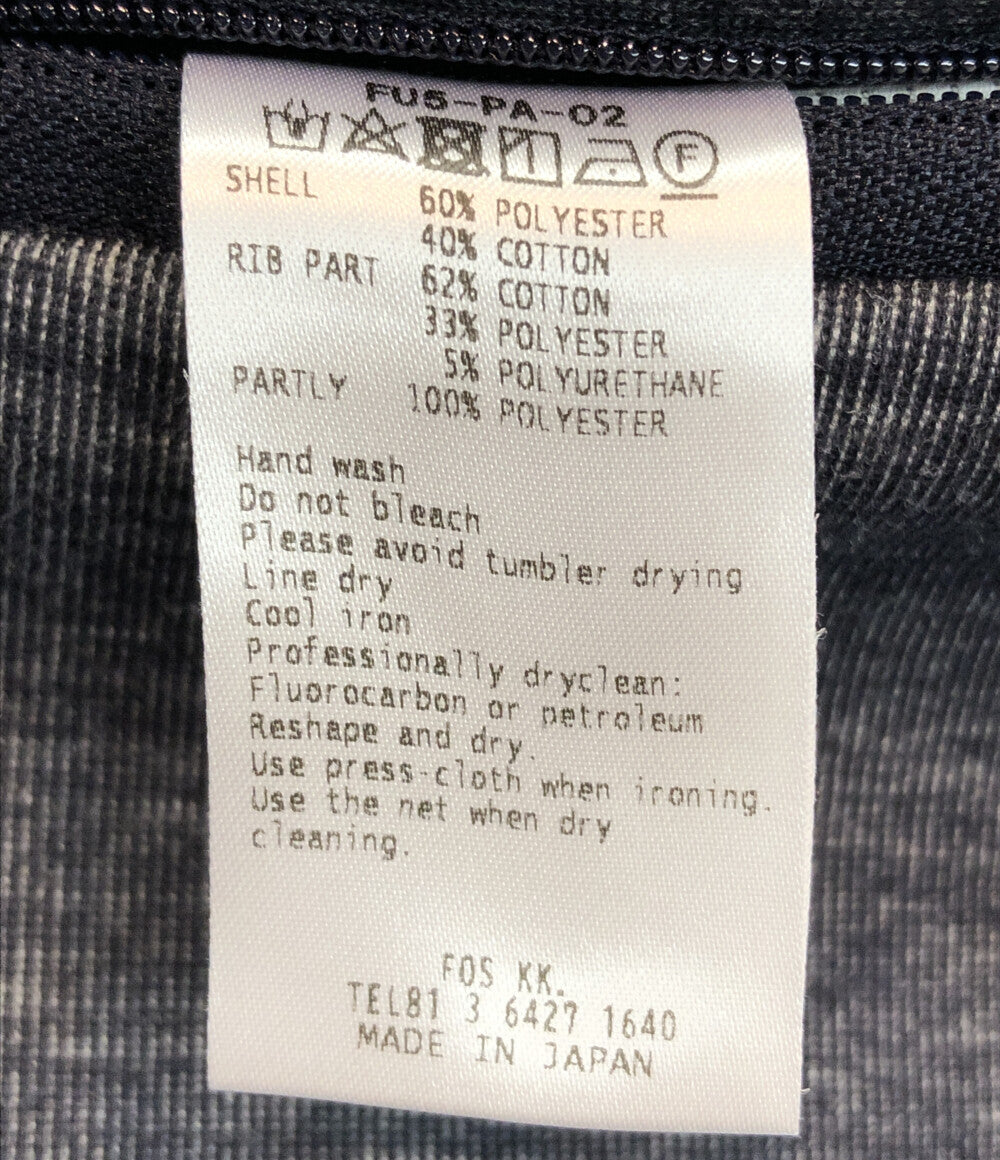 FUS-PA-02
F
SHELL 60% POLYESTER
40% COTTON
RIB PART 62% COTTON
33% POLYESTER
5% POLYURETHANE
PARTLY 100% POLYESTER
Hand wash
Do not bleach
Please avoid tumbler drying
Line dry
Cool iron
Professionally dryclean:
Fluorocarbon or petroleum
Reshape and dry.
Use press-cloth when ironing.
Use the net when dry
cleaning.
FOS KK.
TEL81 3 6427 1640
MADE IN JAPAN